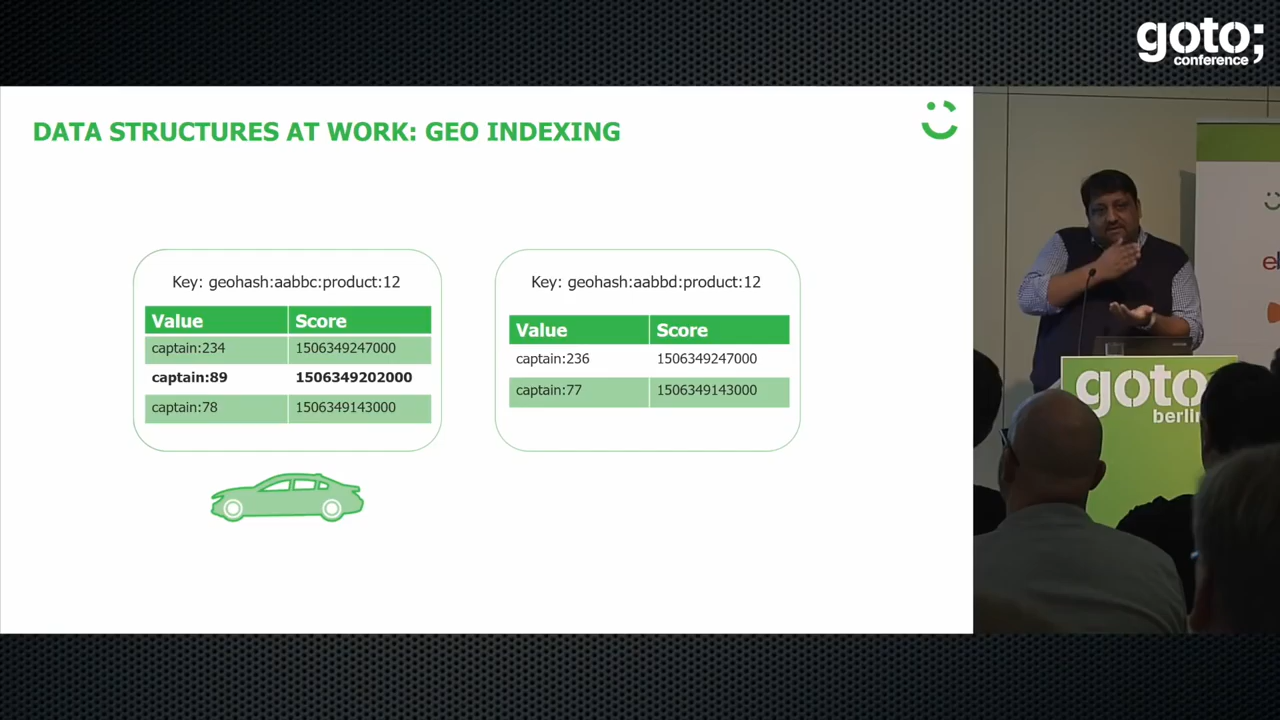 goto;
conference
DATA STRUCTURES AT WORK: GEO INDEXING
Key: geohash:aabbc:product:12
Value Score
captain:234 1506349247000
captain:89 1506349202000
captain:78 1506349143000
Key: geohash:aabbd:product:12
Value Score
captain:236 1506349247000
captain:77 1506349143000
goto